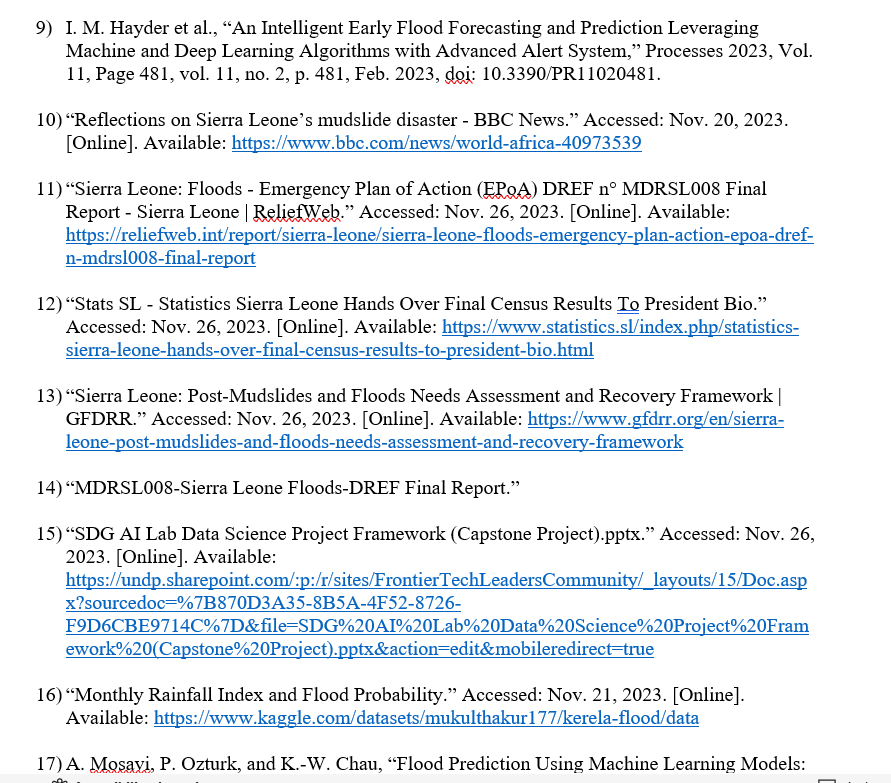 9) I. M. Hayder et al., “An Intelligent Early Flood Forecasting and Prediction Leveraging
Machine and Deep Learning Algorithms with Advanced Alert System,” Processes 2023, Vol.
11, Page 481, vol. 11, no. 2, p. 481, Feb. 2023, doi: 10.3390/PR11020481.
10) “Reflections on Sierra Leone’s mudslide disaster - BBC News.” Accessed: Nov. 20, 2023.
[Online]. Available: https://www.bbc.com/news/world-africa-40973539
11) “Sierra Leone: Floods - Emergency Plan of Action (EPoA) DREF n° MDRSL008 Final
Report - Sierra Leone | ReliefWeb.” Accessed: Nov. 26, 2023. [Online]. Available:
https://reliefweb.int/report/sierra-leone/sierra-leone-floods-emergency-plan-action-epoa-dref-
n-mdrsl008-final-report
12) “Stats SL - Statistics Sierra Leone Hands Over Final Census Results To President Bio.”
Accessed: Nov. 26, 2023. [Online]. Available: https://www.statistics.sl/index.php/statistics-
sierra-leone-hands-over-final-census-results-to-president-bio.html
13) “Sierra Leone: Post-Mudslides and Floods Needs Assessment and Recovery Framework |
GFDRR.” Accessed: Nov. 26, 2023. [Online]. Available: https://www.gfdrr.org/en/sierra-
leone-post-mudslides-and-floods-needs-assessment-and-recovery-framework
14) “MDRSL008-Sierra Leone Floods-DREF Final Report.”
15) “SDG AI Lab Data Science Project Framework (Capstone Project).pptx.” Accessed: Nov. 26,
2023. [Online]. Available:
https://undp.sharepoint.com/:p:/r/sites/FrontierTechLeadersCommunity/_layouts/15/Doc.asp
x?sourcedoc=%7B870D3A35-8B5A-4F52-8726-
F9D6CBE9714C%7D&file=SDG%20AI%20Lab%20Data%20Science%20Project%20Fram
ework%20(Capstone%20Project).pptx&action=edit&mobileredirect=true
16) “Monthly Rainfall Index and Flood Probability.” Accessed: Nov. 21, 2023. [Online].
Available: https://www.kaggle.com/datasets/mukulthakur177/kerela-flood/data
17) A. Mosavi, P. Ozturk, and K.-W. Chau, “Flood Prediction Using Machine Learning Models: